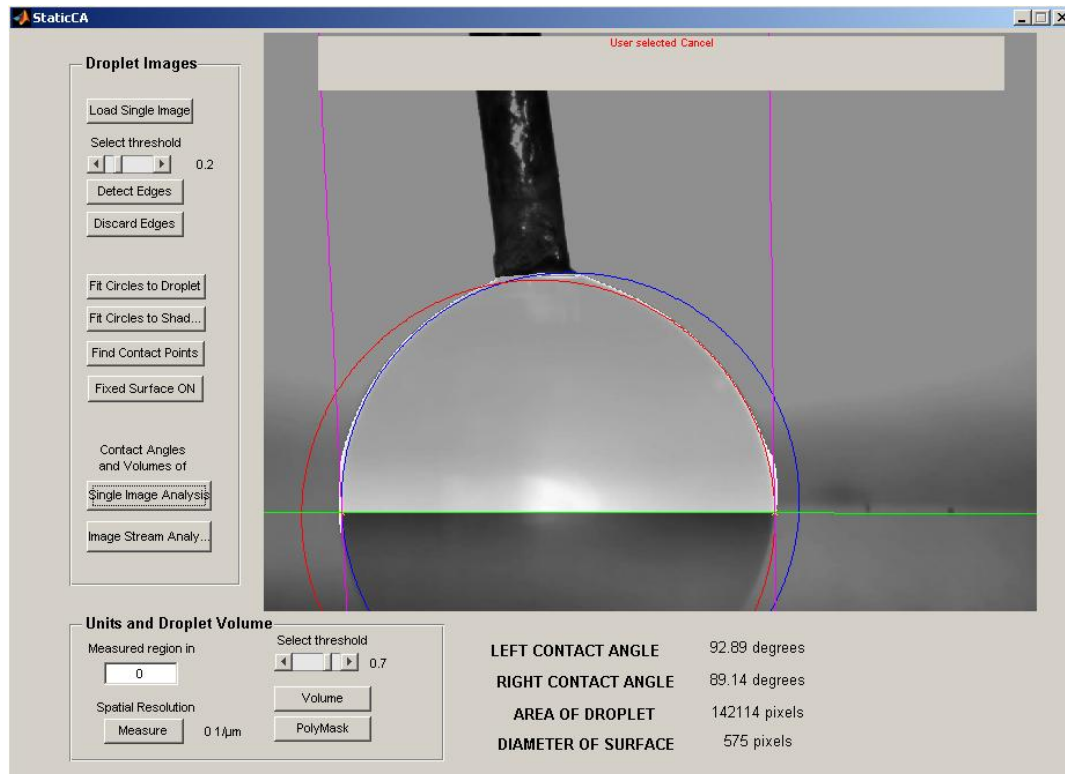 StaticCA
User selected Cancel
Droplet Images
Load Single Image
Select threshold
0.2
Detect Edges
Discard Edges
Fit Circles to Droplet
Fit Circles to Shad...
Find Contact Points
Fixed Surface ON
Contact Angles
and Volumes of
Single Image Analysis
Image Stream Analy...
Units and Droplet Volume
Measured region in
0
Spatial Resolution
Measure 0 1/µm
Select threshold
0.7
Volume
PolyMask
LEFT CONTACT ANGLE 92.89 degrees
RIGHT CONTACT ANGLE 89.14 degrees
AREA OF DROPLET 142114 pixels
DIAMETER OF SURFACE 575 pixels